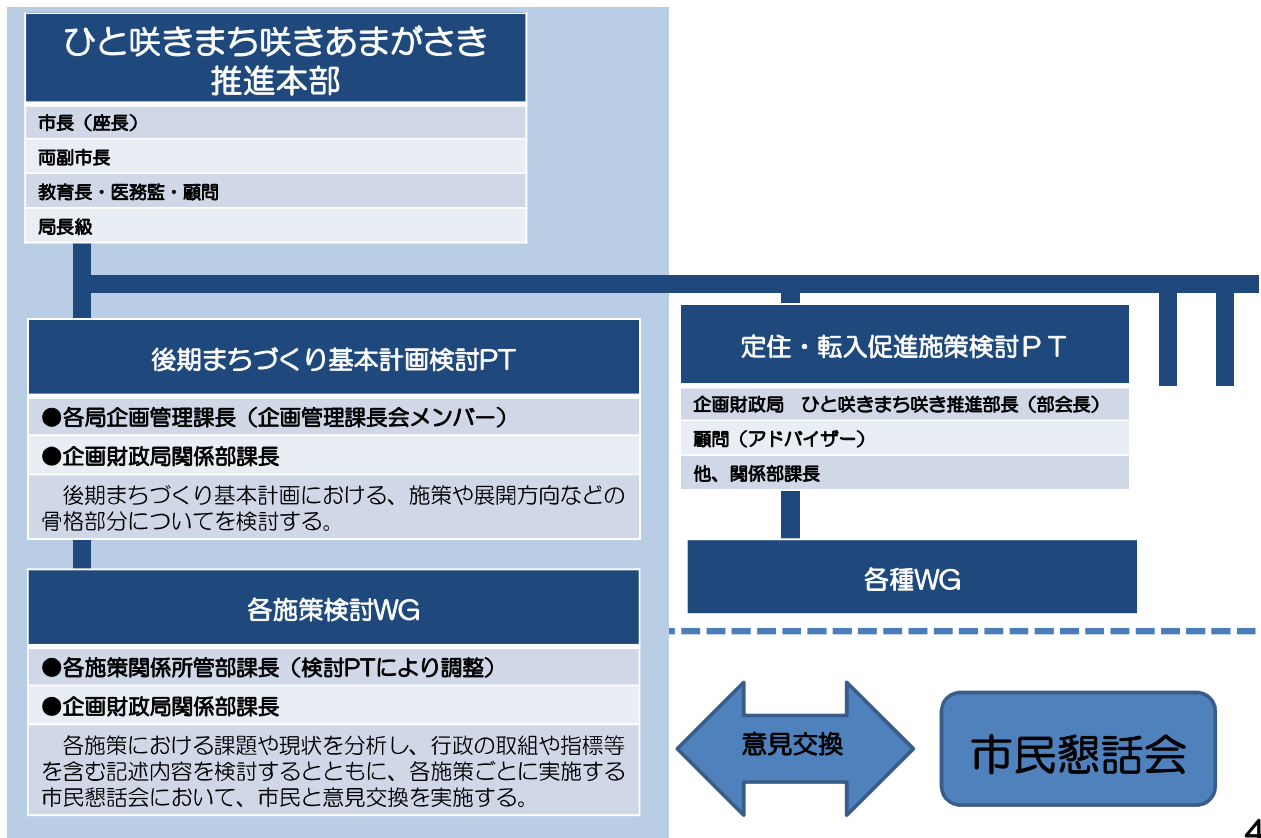 ひと咲きまち咲きあまがさき
推進本部
市長（座長）
両副市長
教育長・医務監・顧問
局長級
後期まちづくり基本計画検討PT
●各局企画管理課長（企画管理課長会メンバー）
●企画財政局関係部課長
　後期まちづくり基本計画における、施策や展開方向などの
骨格部分についてを検討する。
各施策検討WG
●各施策関係所管部課長（検討PTにより調整）
●企画財政局関係部課長
　各施策における課題や現状を分析し、行政の取組や指標等
を含む記述内容を検討するとともに、各施策ごとに実施する
市民懇話会において、市民と意見交換を実施する。
定住・転入促進施策検討ＰＴ
企画財政局　ひと咲きまち咲き推進部長（部会長）
顧問（アドバイザー）
他、関係部課長
各種WG
意見交換
市民懇話会
4